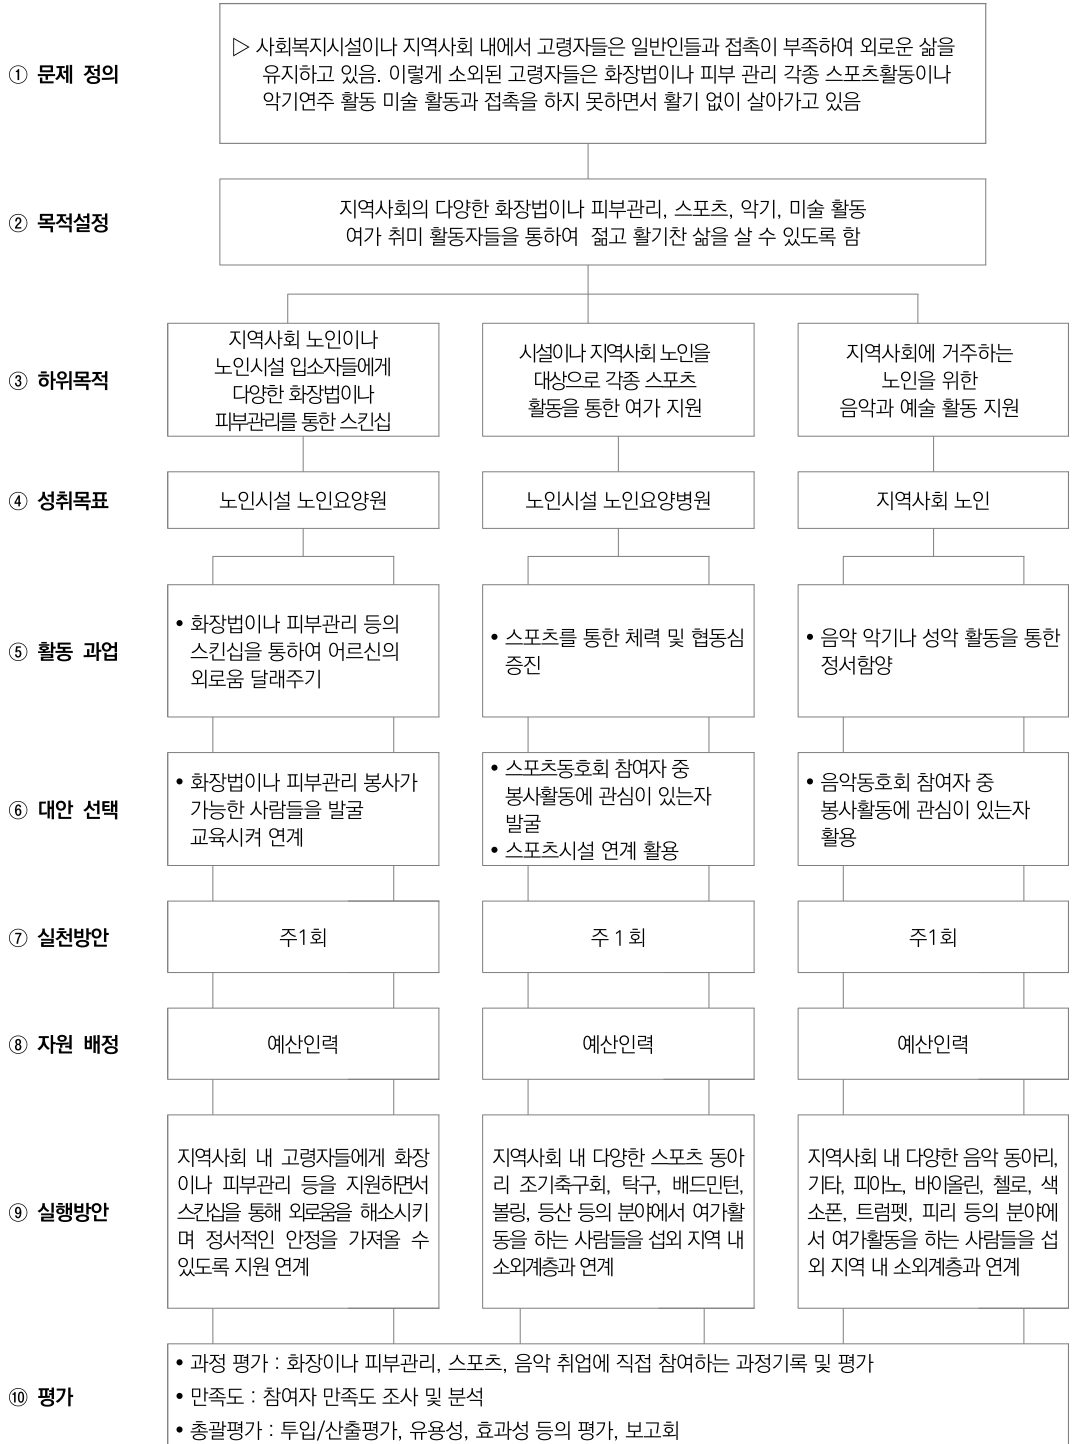 ① 문제 정의
▷ 사회복지시설이나 지역사회 내에서 고령자들은 일반인들과 접촉이 부족하여 외로운 삶을
유지하고 있음. 이렇게 소외된 고령자들은 화장법이나 피부 관리 각종 스포츠활동이나
악기연주 활동 미술 활동과 접촉을 하지 못하면서 활기 없이 살아가고 있음
② 목적설정
지역사회의 다양한 화장법이나 피부관리, 스포츠, 악기, 미술 활동
여가 취미 활동자들을 통하여 젊고 활기찬 삶을 살 수 있도록 함
③ 하위목적
지역사회 노인이나
노인시설 입소자들에게
다양한 화장법이나
피부관리를 통한 스킨십
시설이나 지역사회 노인을
대상으로 각종 스포츠
활동을 통한 여가 지원
지역사회에 거주하는
노인을 위한
음악과 예술 활동 지원
④ 성취목표
노인시설 노인요양원
노인시설 노인요양병원
지역사회 노인
⑤ 활동 과업
• 화장법이나 피부관리 등의
스킨십을 통하여 어르신의
외로움 달래주기
• 스포츠를 통한 체력 및 협동심
증진
• 음악 악기나 성악 활동을 통한
정서함양
⑥ 대안 선택
• 화장법이나 피부관리 봉사가
가능한 사람들을 발굴
교육시켜 연계
• 스포츠동호회 참여자 중
봉사활동에 관심이 있는자
발굴
• 스포츠시설 연계 활용
• 음악동호회 참여자 중
봉사활동에 관심이 있는자
활용
⑦ 실천방안
주1회
주 1 회
주1회
⑧ 자원 배정
예산인력
예산인력
예산인력
⑨ 실행방안
지역사회 내 고령자들에게 화장
이나 피부관리 등을 지원하면서
스킨십을 통해 외로움을 해소시키
며 정서적인 안정을 가져올 수
있도록 지원 연계
지역사회 내 다양한 스포츠 동아
리 조기축구회, 탁구, 배드민턴,
볼링, 등산 등의 분야에서 여가활
동을 하는 사람들을 섭외 지역 내
소외계층과 연계
지역사회 내 다양한 음악 동아리,
기타, 피아노, 바이올린, 첼로, 색
소폰, 트럼펫, 피리 등의 분야에
서 여가활동을 하는 사람들을 섭
외 지역 내 소외계층과 연계
⑩ 평가
• 과정 평가 : 화장이나 피부관리, 스포츠, 음악 취업에 직접 참여하는 과정기록 및 평가
• 만족도 : 참여자 만족도 조사 및 분석
• 총괄평가 : 투입/산출평가, 유용성, 효과성 등의 평가, 보고회